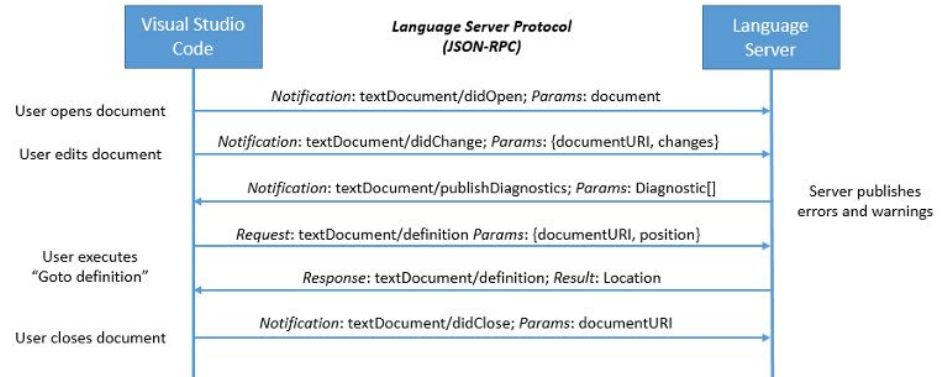 Visual Studio
Code
Language Server Protocol
(JSON-RPC)
Language
Server
User opens document
Notification: textDocument/didOpen; Params: document
User edits document
Notification: textDocument/didChange; Params: {documentURI, changes}
Notification: textDocument/publishDiagnostics; Params: Diagnostic[]
Server publishes
errors and warnings
User executes
“Goto definition”
Request: textDocument/definition Params: {documentURI, position}
Response: textDocument/definition; Result: Location
User closes document
Notification: textDocument/didClose; Params: documentURI